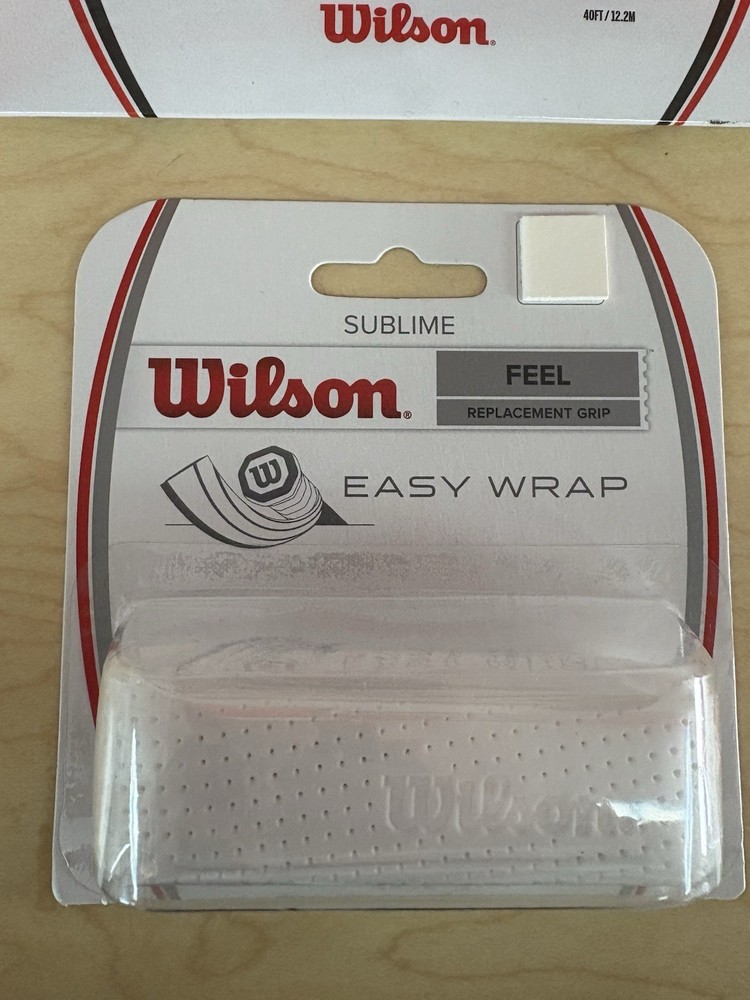 Wilson®
40FT / 12.2M
SUBLIME
Wilson®
FEEL
REPLACEMENT GRIP
W
EASY WRAP
Wilson